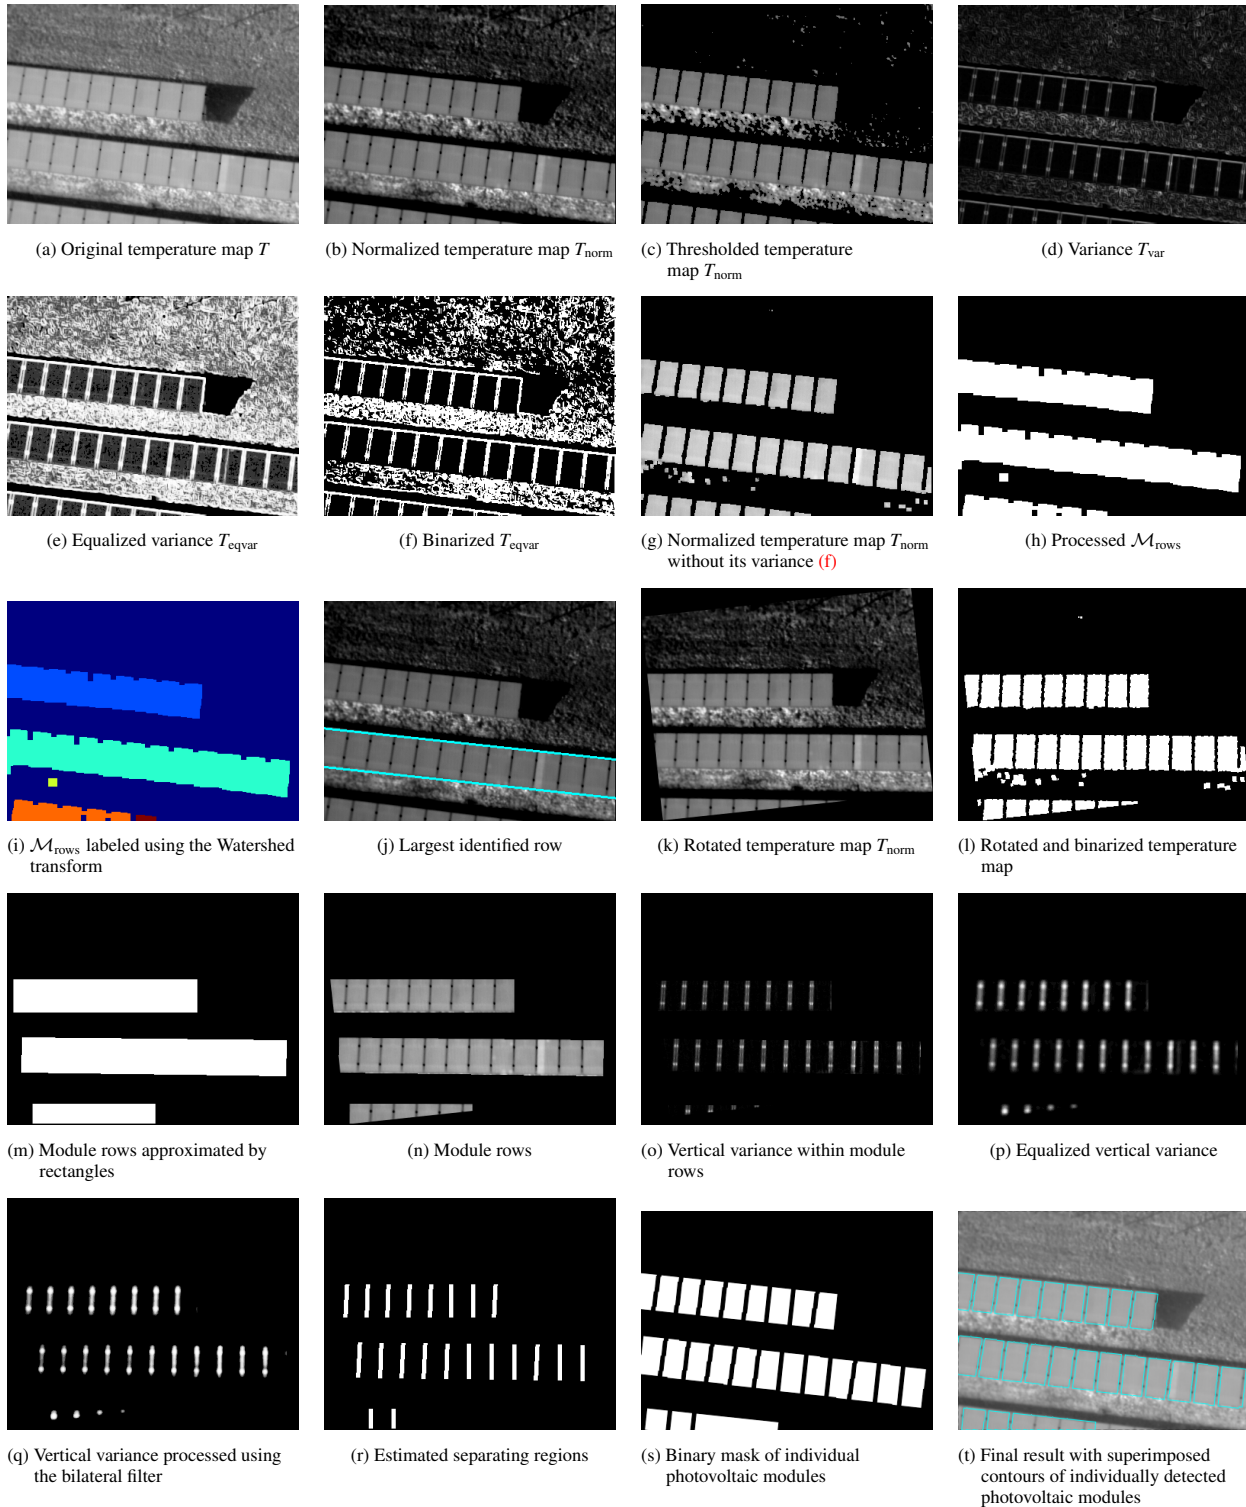 (a) Original temperature map T
(b) Normalized temperature map Tnorm
(c) Thresholded temperature
map Tnorm
(d) Variance Tvar
(e) Equalized variance Teqvar
(f) Binarized Teqvar
(g) Normalized temperature map Tnorm
without its variance (f)
(h) Processed Mrows
(i) Mrows labeled using the Watershed
transform
(j) Largest identified row
(k) Rotated temperature map Tnorm
(l) Rotated and binarized temperature
map
(m) Module rows approximated by
rectangles
(n) Module rows
(o) Vertical variance within module
rows
(p) Equalized vertical variance
(q) Vertical variance processed using
the bilateral filter
(r) Estimated separating regions
(s) Binary mask of individual
photovoltaic modules
(t) Final result with superimposed
contours of individually detected
photovoltaic modules